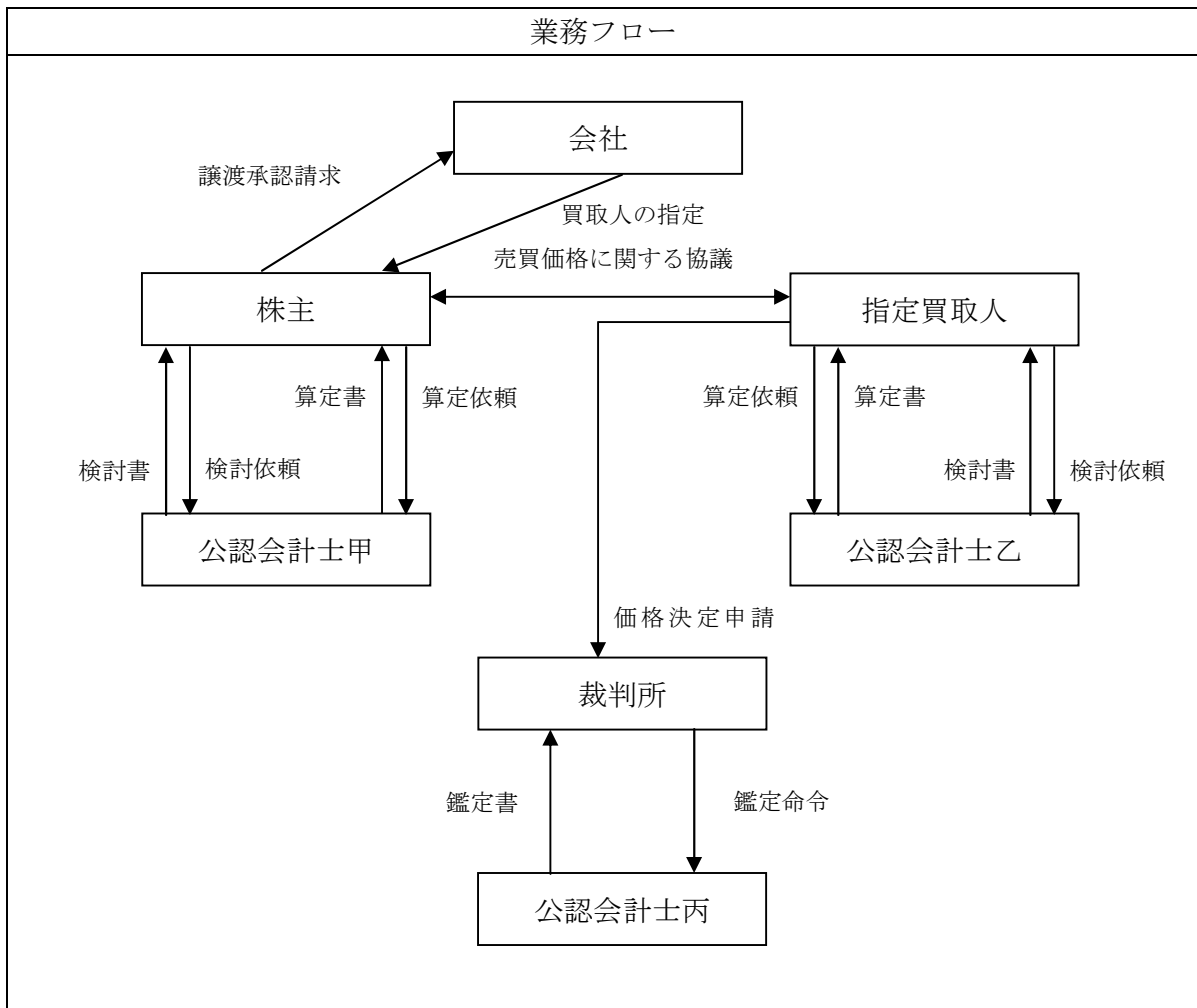 業務フロー
会社
譲渡承認請求
買取人の指定
売買価格に関する協議
株主
指定買取人
算定書
算定依頼
算定依頼
算定書
検討書
検討依頼
検討書
検討依頼
公認会計士甲
公認会計士乙
価格決定申請
裁判所
鑑定書
鑑定命令
公認会計士丙